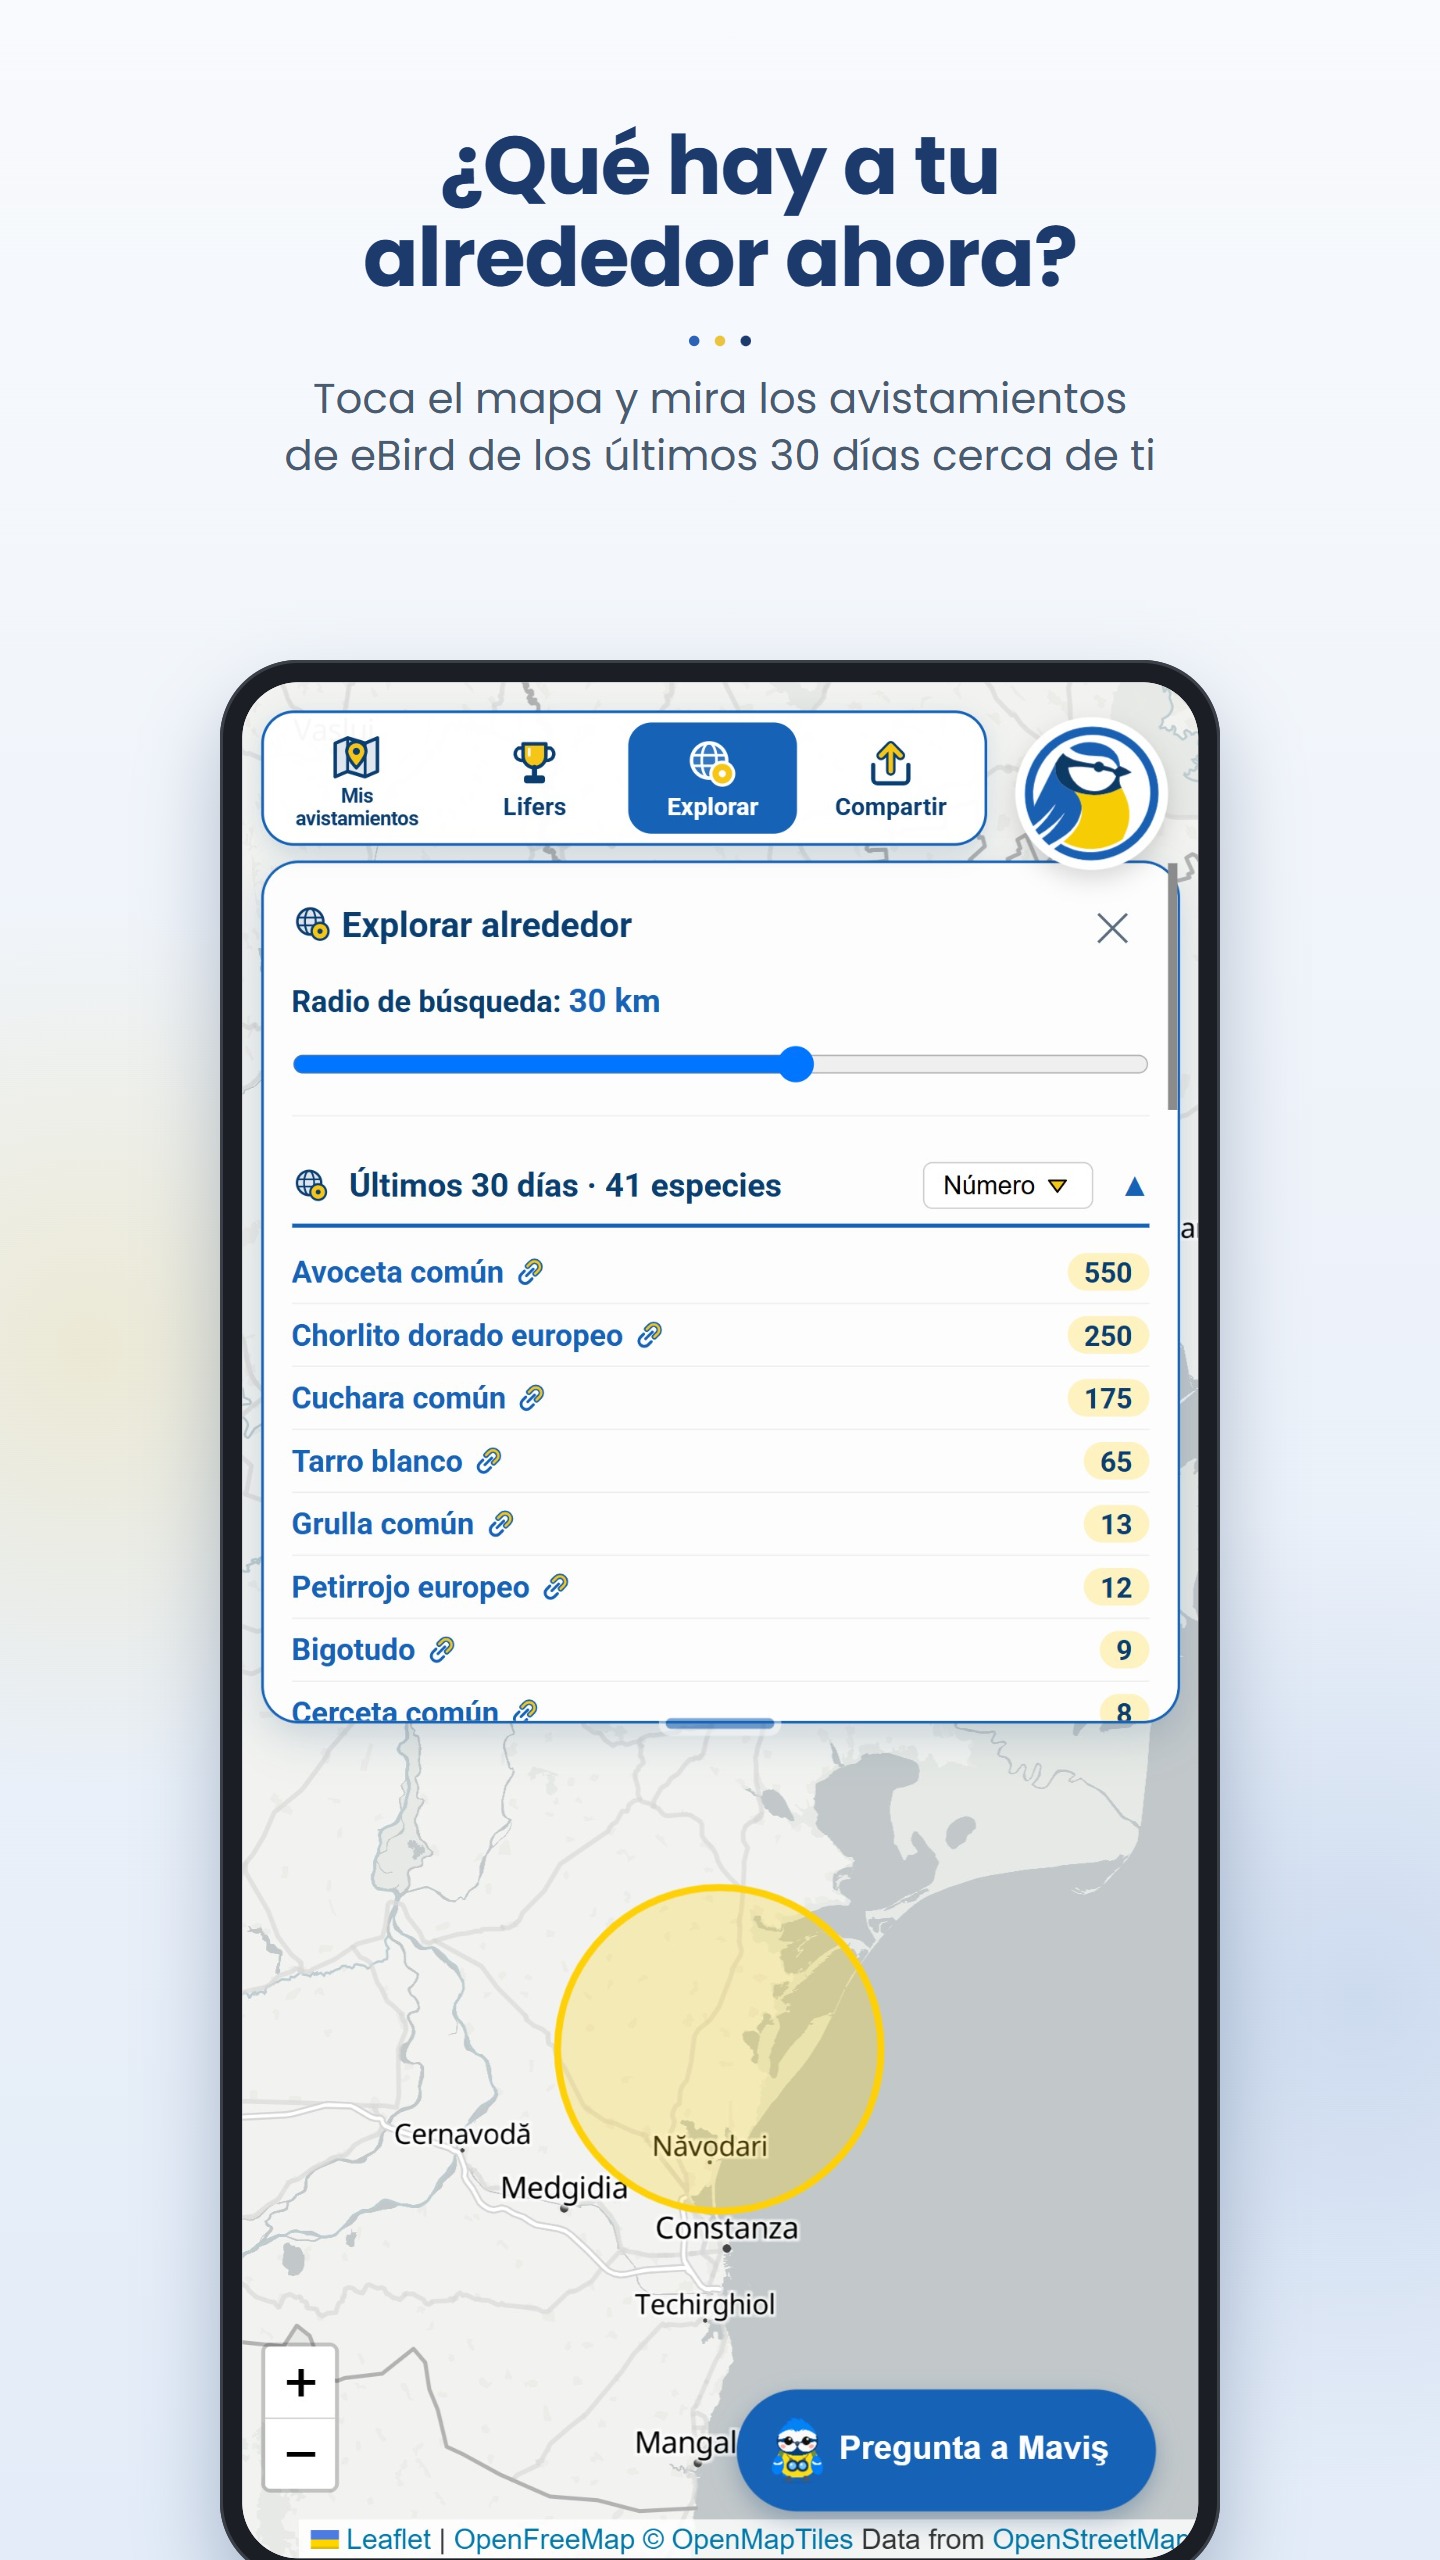 ¿Qué hay a tu
alrededor ahora?
Toca el mapa y mira los avistamientos
de eBird de los últimos 30 días cerca de ti
Vaslui
Mis
avistamientos
Lifers
Explorar
Compartir
Explorar alrededor
Radio de búsqueda: 30 km
Últimos 30 días · 41 especies
Número
Avoceta común
550
Chorlito dorado europeo
250
Cuchara común
175
Tarro blanco
65
Grulla común
13
Petirrojo europeo
12
Bigotudo
9
Cerceta común
8
Cernavodă
Năvodari
Medgidia
Constanza
Techirghiol
Mangal
+
−
Pregunta a Maviş
Leaflet | OpenFreeMap © OpenMapTiles Data from OpenStreetMap